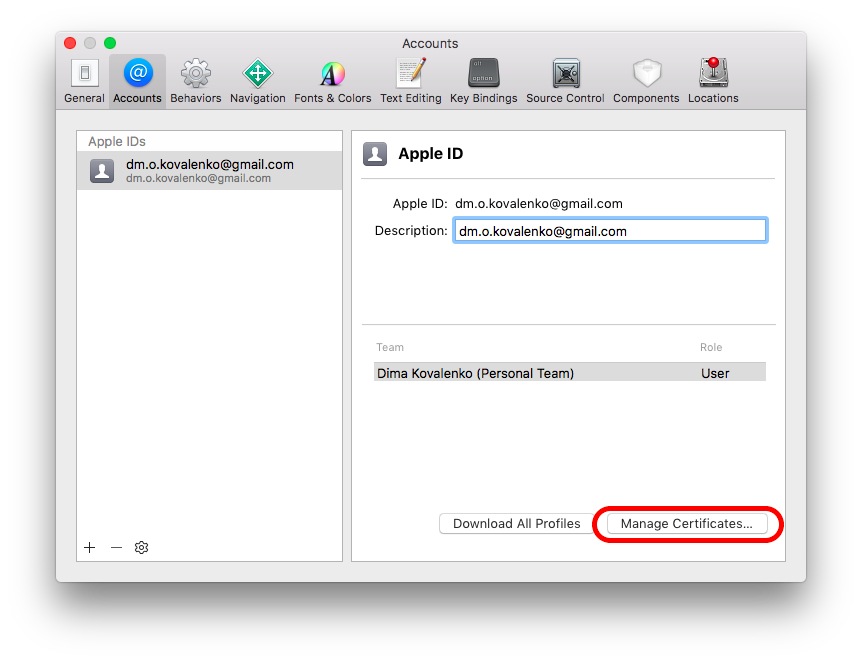 Accounts
General Accounts Behaviors Navigation Fonts & Colors Text Editing Key Bindings Source Control Components Locations
Apple IDs
dm.o.kovalenko@gmail.com
dm.o.kovalenko@gmail.com
Apple ID
Apple ID: dm.o.kovalenko@gmail.com
Description: dm.o.kovalenko@gmail.com
Team Role
Dima Kovalenko (Personal Team) User
Download All Profiles Manage Certificates...